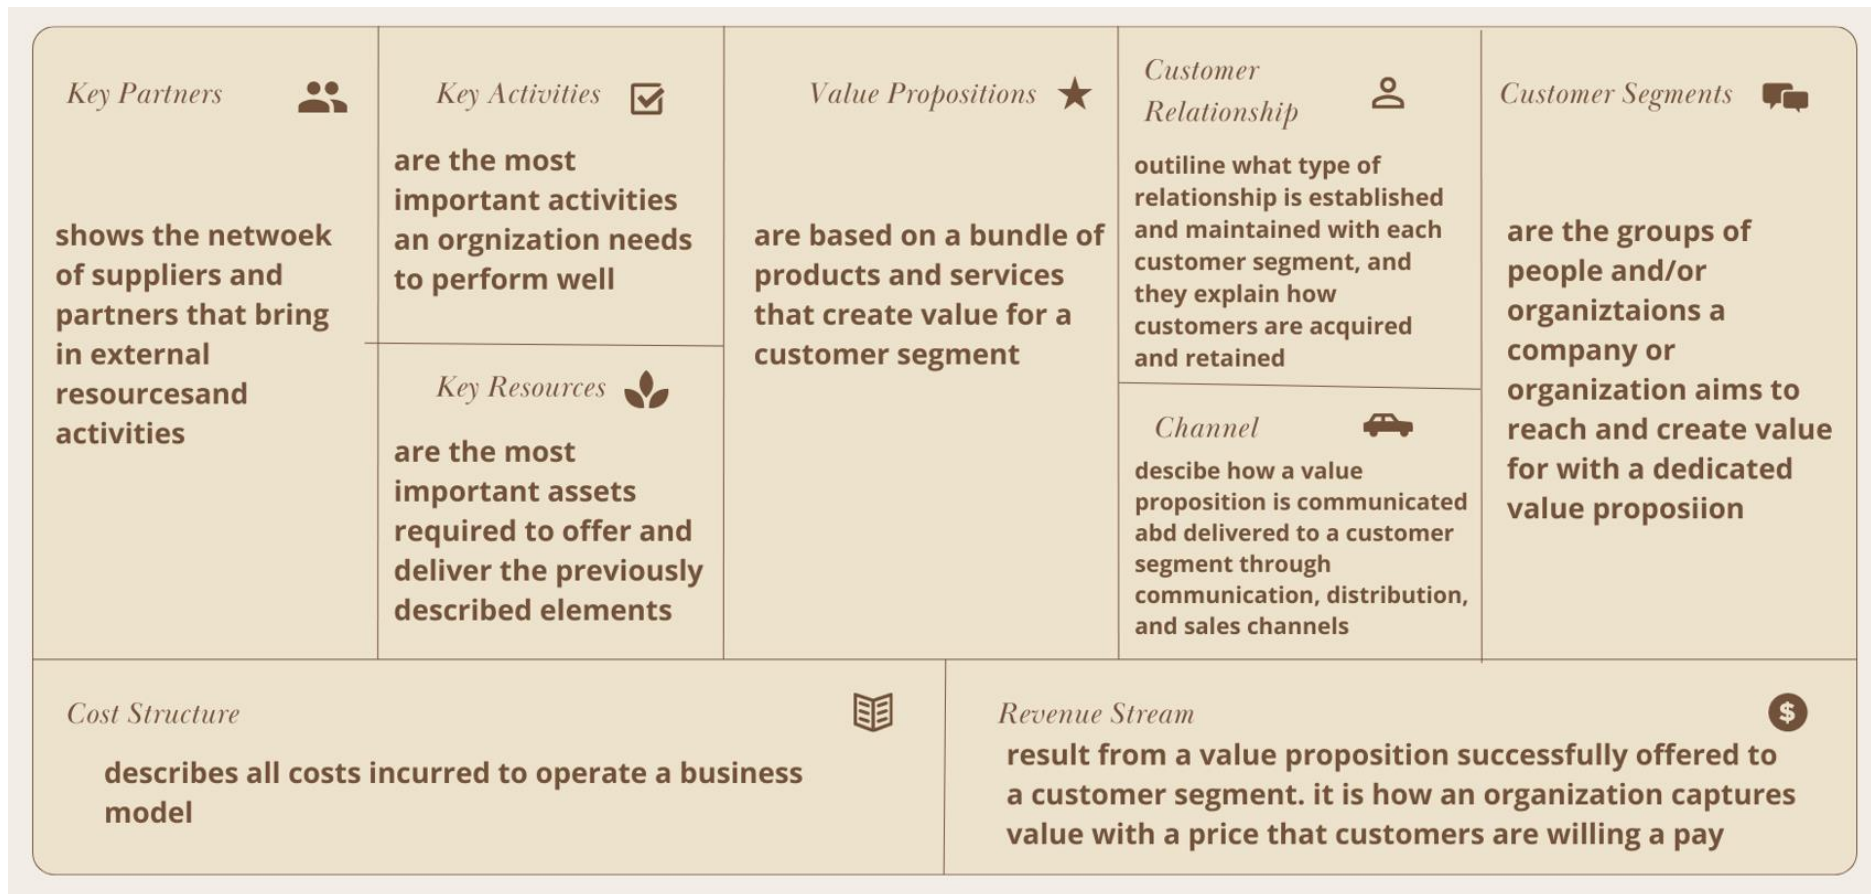 Key Partners
shows the netwoek
of suppliers and
partners that bring
in external
resourcesand
activities
Key Activities
are the most
important activities
an orgnization needs
to perform well
Key Resources
are the most
important assets
required to offer and
deliver the previously
described elements
Value Propositions
are based on a bundle of
products and services
that create value for a
customer segment
Customer
Relationship
outiline what type of
relationship is established
and maintained with each
customer segment, and
they explain how
customers are acquired
and retained
Channel
descibe how a value
proposition is communicated
abd delivered to a customer
segment through
communication, distribution,
and sales channels
Customer Segments
are the groups of
people and/or
organiztaions a
company or
organization aims to
reach and create value
for with a dedicated
value proposiion
Cost Structure
describes all costs incurred to operate a business
model
Revenue Stream
$
result from a value proposition successfully offered to
a customer segment. it is how an organization captures
value with a price that customers are willing a pay